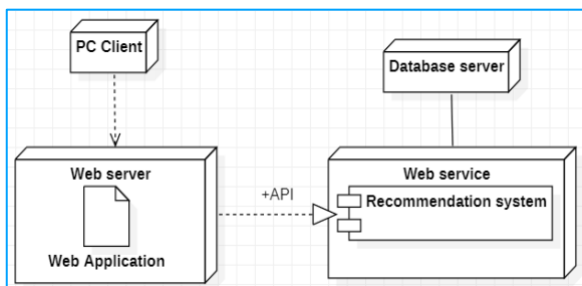 PC Client
Database server
Web server
Web Application
+API
Web service
Recommendation system